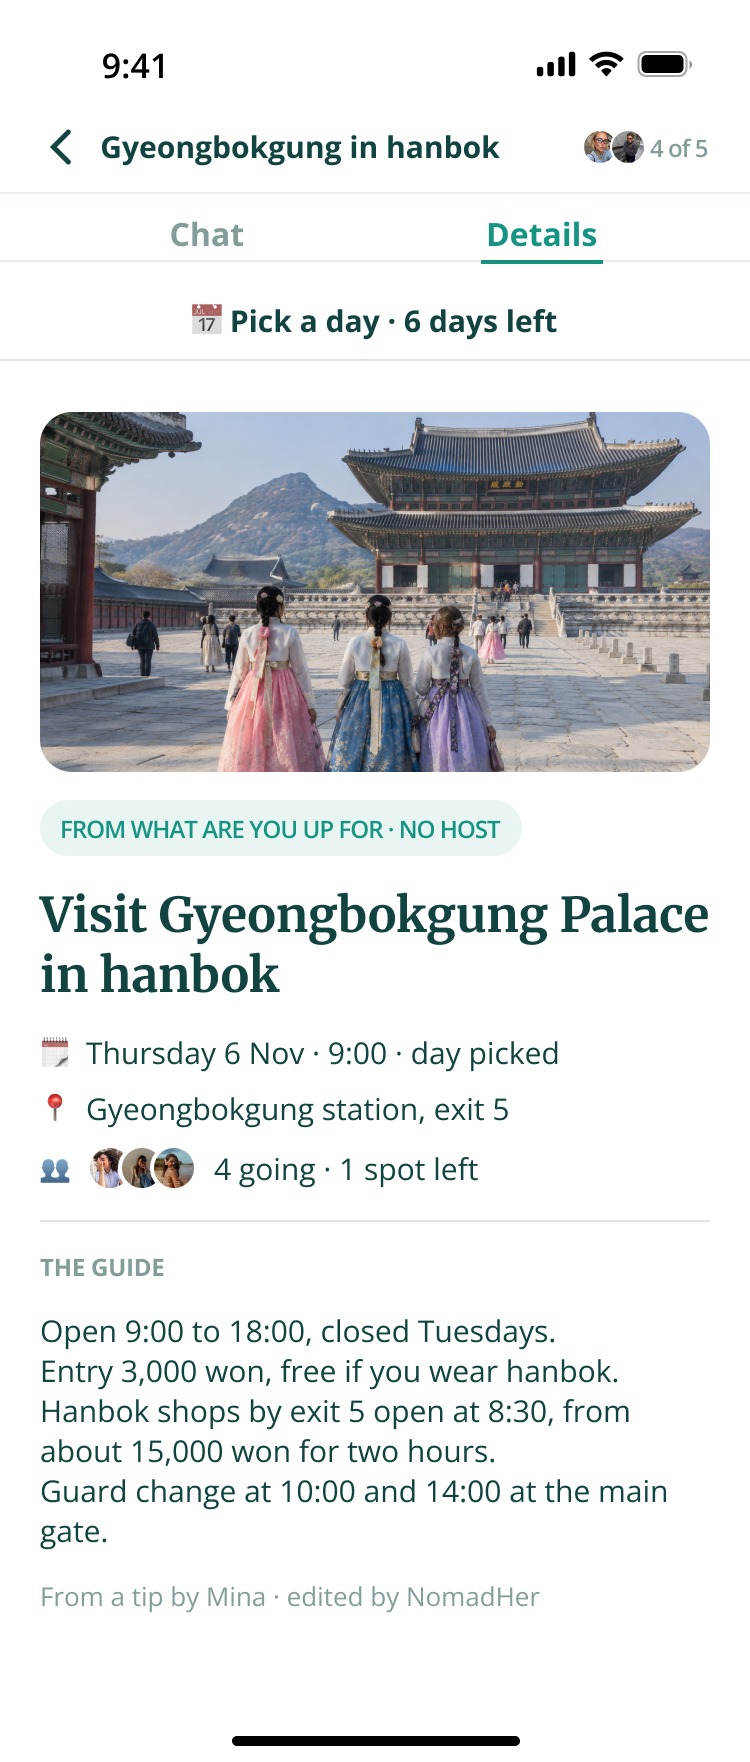 9:41
Gyeongbokgung in hanbok
4 of 5
Chat
Details
JUL
17
Pick a day · 6 days left
殿政勤
FROM WHAT ARE YOU UP FOR · NO HOST
Visit Gyeongbokgung Palace
in hanbok
Thursday 6 Nov · 9:00 · day picked
Gyeongbokgung station, exit 5
4 going · 1 spot left
THE GUIDE
Open 9:00 to 18:00, closed Tuesdays.
Entry 3,000 won, free if you wear hanbok.
Hanbok shops by exit 5 open at 8:30, from
about 15,000 won for two hours.
Guard change at 10:00 and 14:00 at the main
gate.
From a tip by Mina · edited by NomadHer